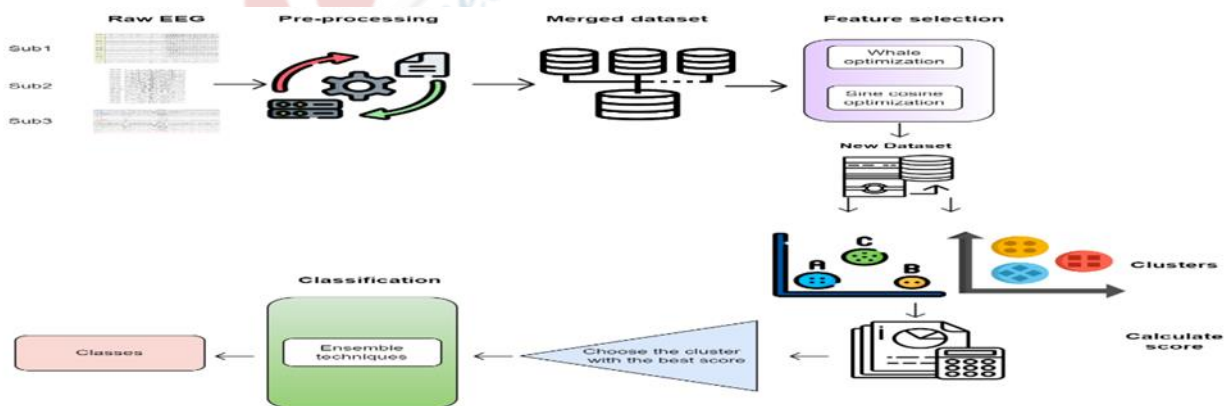 Raw EEG
Pre-processing
Merged dataset
Feature selection
Sub1
Sub2
Sub3
Whale
optimization
Sine cosine
optimization
New Dataset
A
C
B
Clusters
Calculate
score
Choose the cluster
with the best score
Classification
Ensemble
techniques
Classes